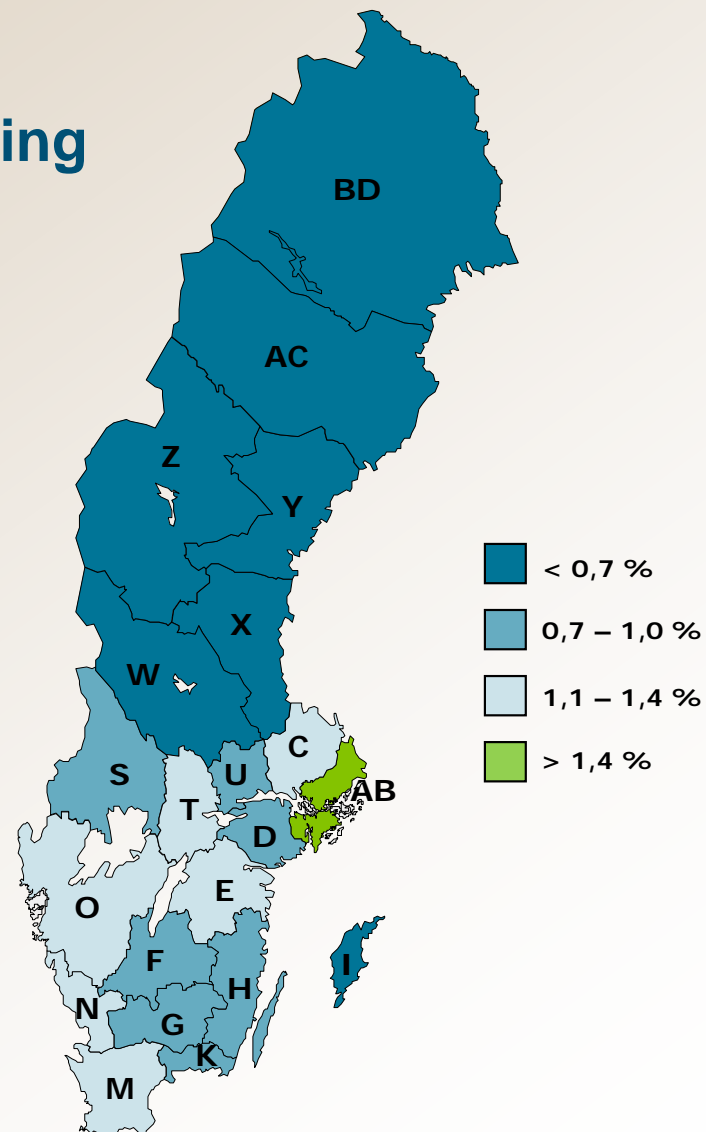 ing
BD
AC
Z
Y
X
W
C
S
U
AB
T
D
E
O
F
I
H
N
G
K
M
< 0,7 %
0,7 – 1,0 %
1,1 – 1,4 %
> 1,4 %